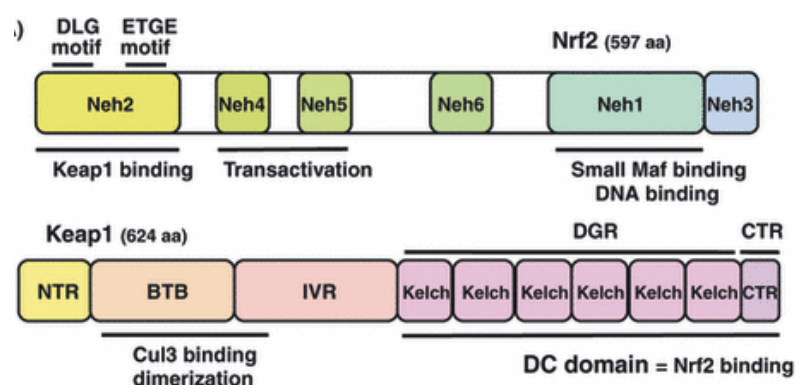 .)
DLG ETGE
motif motif
Nrf2 (597 aa)
Neh2 Neh4 Neh5 Neh6 Neh1 Neh3
Keap1 binding Transactivation Small Maf binding
DNA binding
Keap1 (624 aa) DGR CTR
NTR BTB IVR Kelch Kelch Kelch Kelch Kelch Kelch CTR
Cul3 binding
dimerization
DC domain = Nrf2 binding